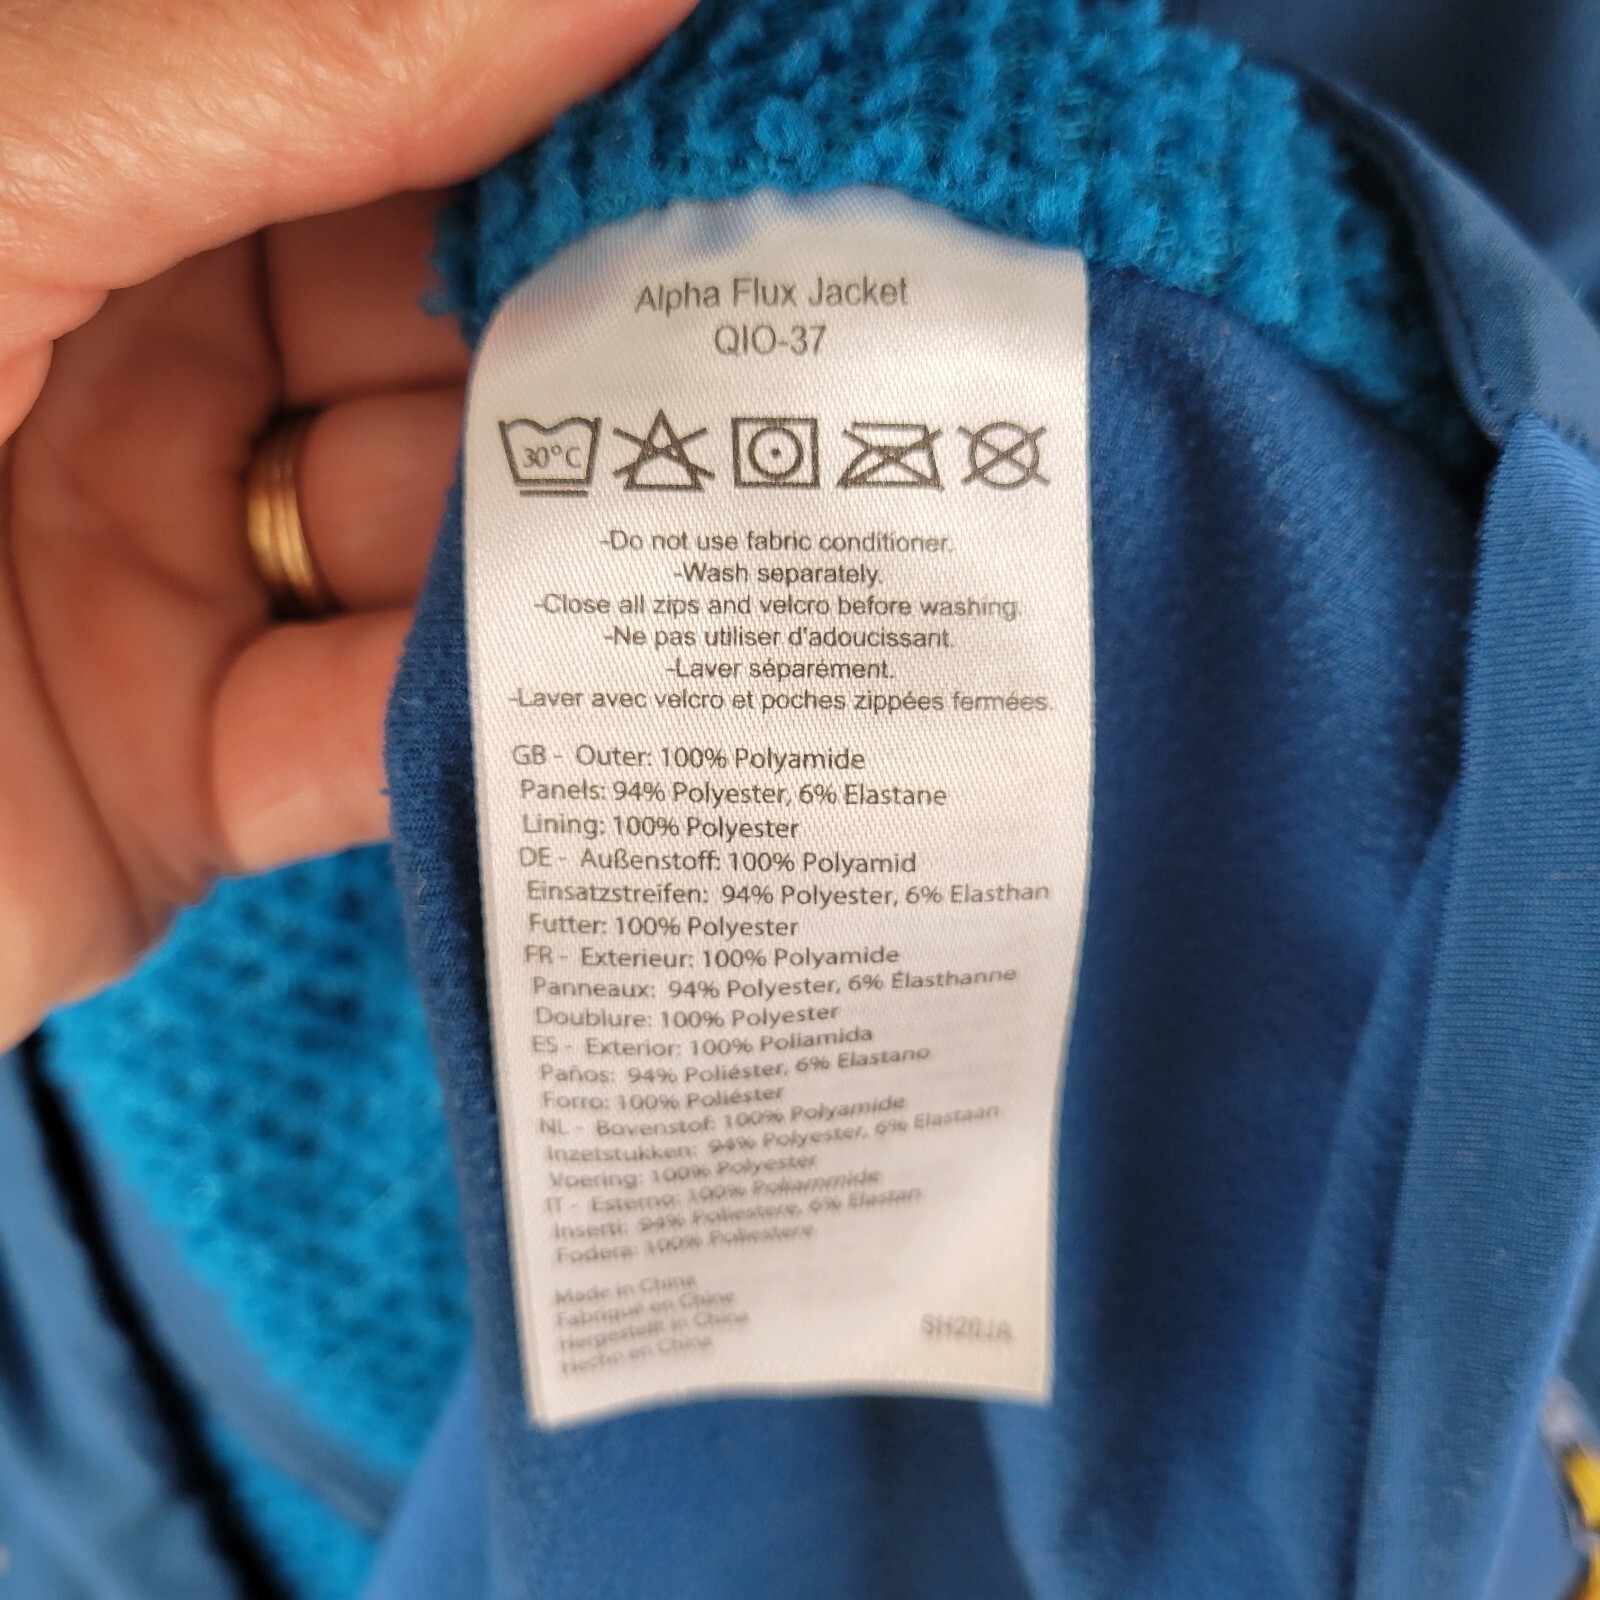 Alpha Flux Jacket
QIO-37
30°C
-Do not use fabric conditioner.
-Wash separately.
-Close all zips and velcro before washing.
-Ne pas utiliser d'adoucissant.
-Laver séparément.
-Laver avec velcro et poches zippées fermées.
GB - Outer: 100% Polyamide
Panels: 94% Polyester, 6% Elastane
Lining: 100% Polyester
DE - Außenstoff: 100% Polyamid
Einsatzstreifen: 94% Polyester, 6% Elasthan
Futter: 100% Polyester
FR - Exterieur: 100% Polyamide
Panneaux: 94% Polyester, 6% Élasthanne
Doublure: 100% Polyester
ES - Exterior: 100% Poliamida
Paños: 94% Poliéster, 6% Elastano
Forro: 100% Poliéster
NL - Bovenstof: 100% Polyamide
Inzetstukken: 94% Polyester, 6% Elastaan
Voering: 100% Polyester
IT - Esterno: 100% Poliammide
Inserti: 94% Poliestere, 6% Elastan
Fodera: 100% Poliestere
Made in China
Fabriqué en Chine
Hergestellt in China
Hecho en China
SH20JA